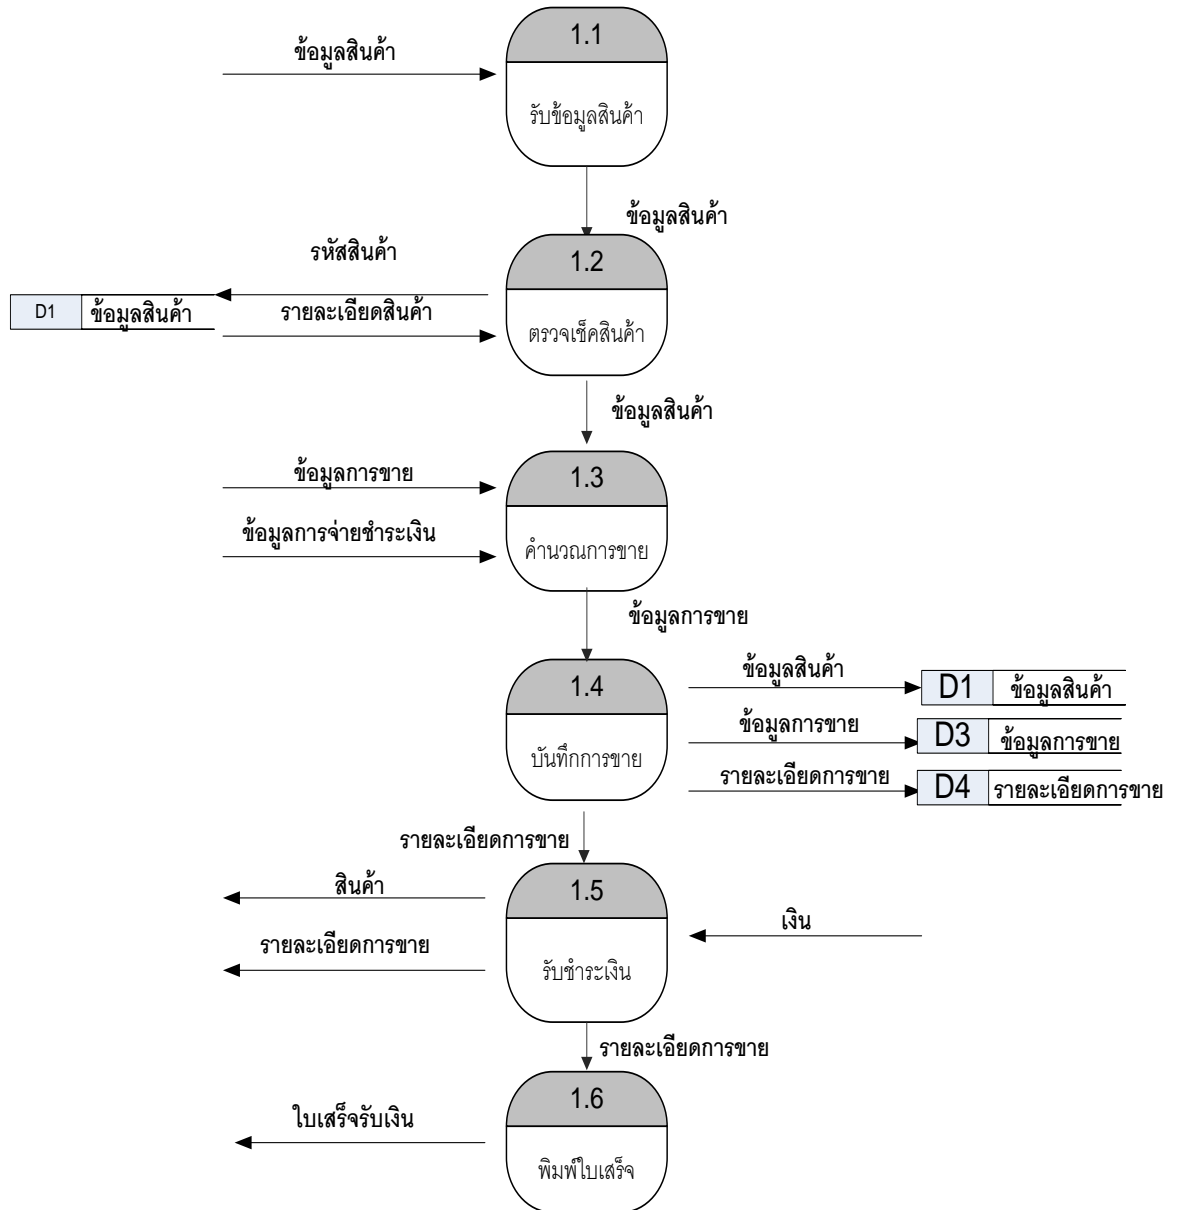 1.1
ข้อมูลสินค้า
รับข้อมูลสินค้า
ข้อมูลสินค้า
รหัสสินค้า
1.2
D1
ข้อมูลสินค้า
รายละเอียดสินค้า
ตรวจเช็คสินค้า
ข้อมูลสินค้า
ข้อมูลการขาย
1.3
ข้อมูลการจ่ายชำระเงิน
คำนวณการขาย
ข้อมูลการขาย
1.4
ข้อมูลสินค้า
D1
ข้อมูลสินค้า
บันทึกการขาย
ข้อมูลการขาย
D3
ข้อมูลการขาย
รายละเอียดการขาย
D4
รายละเอียดการขาย
รายละเอียดการขาย
สินค้า
1.5
เงิน
รายละเอียดการขาย
รับชำระเงิน
รายละเอียดการขาย
1.6
ใบเสร็จรับเงิน
พิมพ์ใบเสร็จ